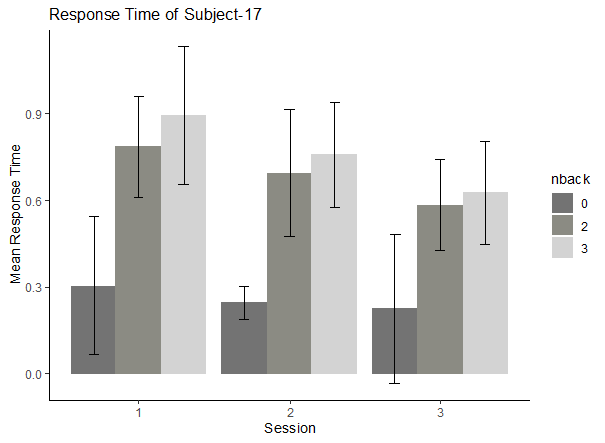 Response Time of Subject-17
Mean Response Time
0.9
0.6
0.3
0.0
1
2
3
Session
nback
0
2
3